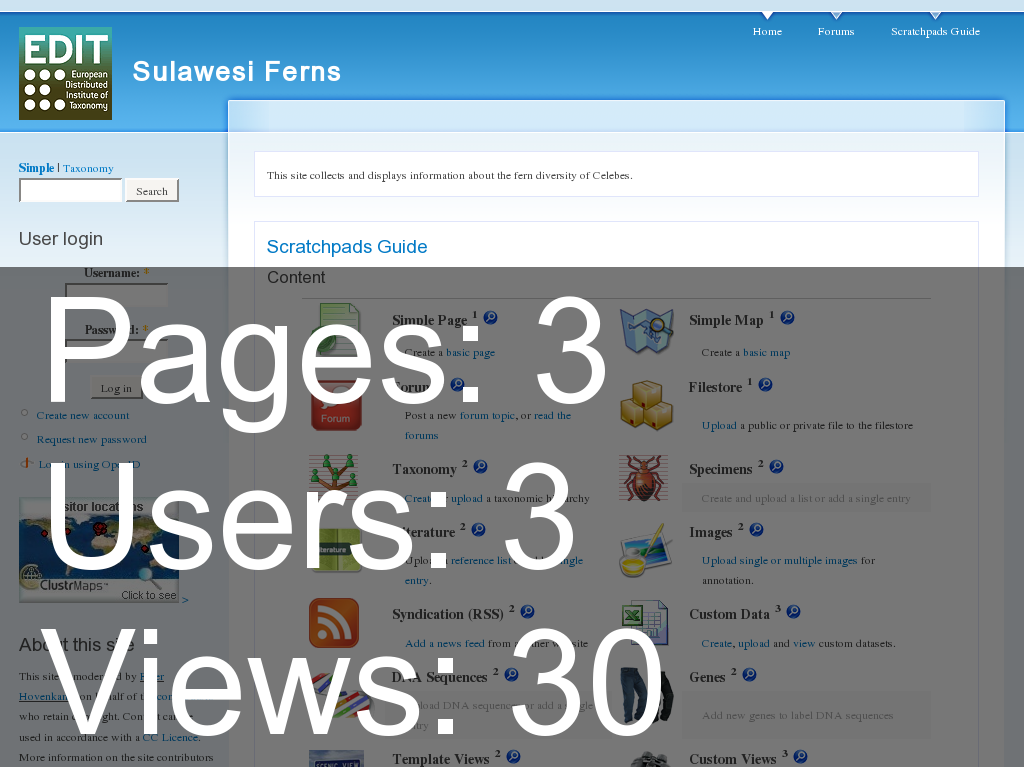 Home Forums Scratchpads Guide
EDIT
European
Distributed
Institute of
Taxonomy
Sulawesi Ferns
Simple | Taxonomy
Search
This site collects and displays information about the fern diversity of Celebes.
User login
Scratchpads Guide
Content
Username: *
Password: *
Log in
Create new account
Request new password
Log in using OpenID
Visitor locations
ClustrMaps™
Click to see
>
About this site
This site is moderated by
Hovenkamp on behalf of the
who retain copyright. Content can be
used in accordance with a CC Licence.
More information on the site contributors
Simple Page 1
Create a basic page
Simple Map 1
Create a basic map
Forum
Forum
Post a new forum topic, or read the
forums
Filestore 1
Upload a public or private file to the filestore
Taxonomy 2
Create or upload a taxonomic hierarchy
Specimens 2
Create and upload a list or add a single entry
Literature
Literature 2
Upload a reference list or add a single
entry.
Images 2
Upload single or multiple images for
annotation.
Syndication (RSS) 2
Add a news feed from another website
Custom Data 3
Create, upload and view custom datasets.
DNA Sequences 2
Upload DNA sequences or add a single
entry
Genes 2
Add new genes to label DNA sequences
SCENIC VIEW
Template Views 2
Custom Views 3
Pages: 3
Users: 3
Views: 30